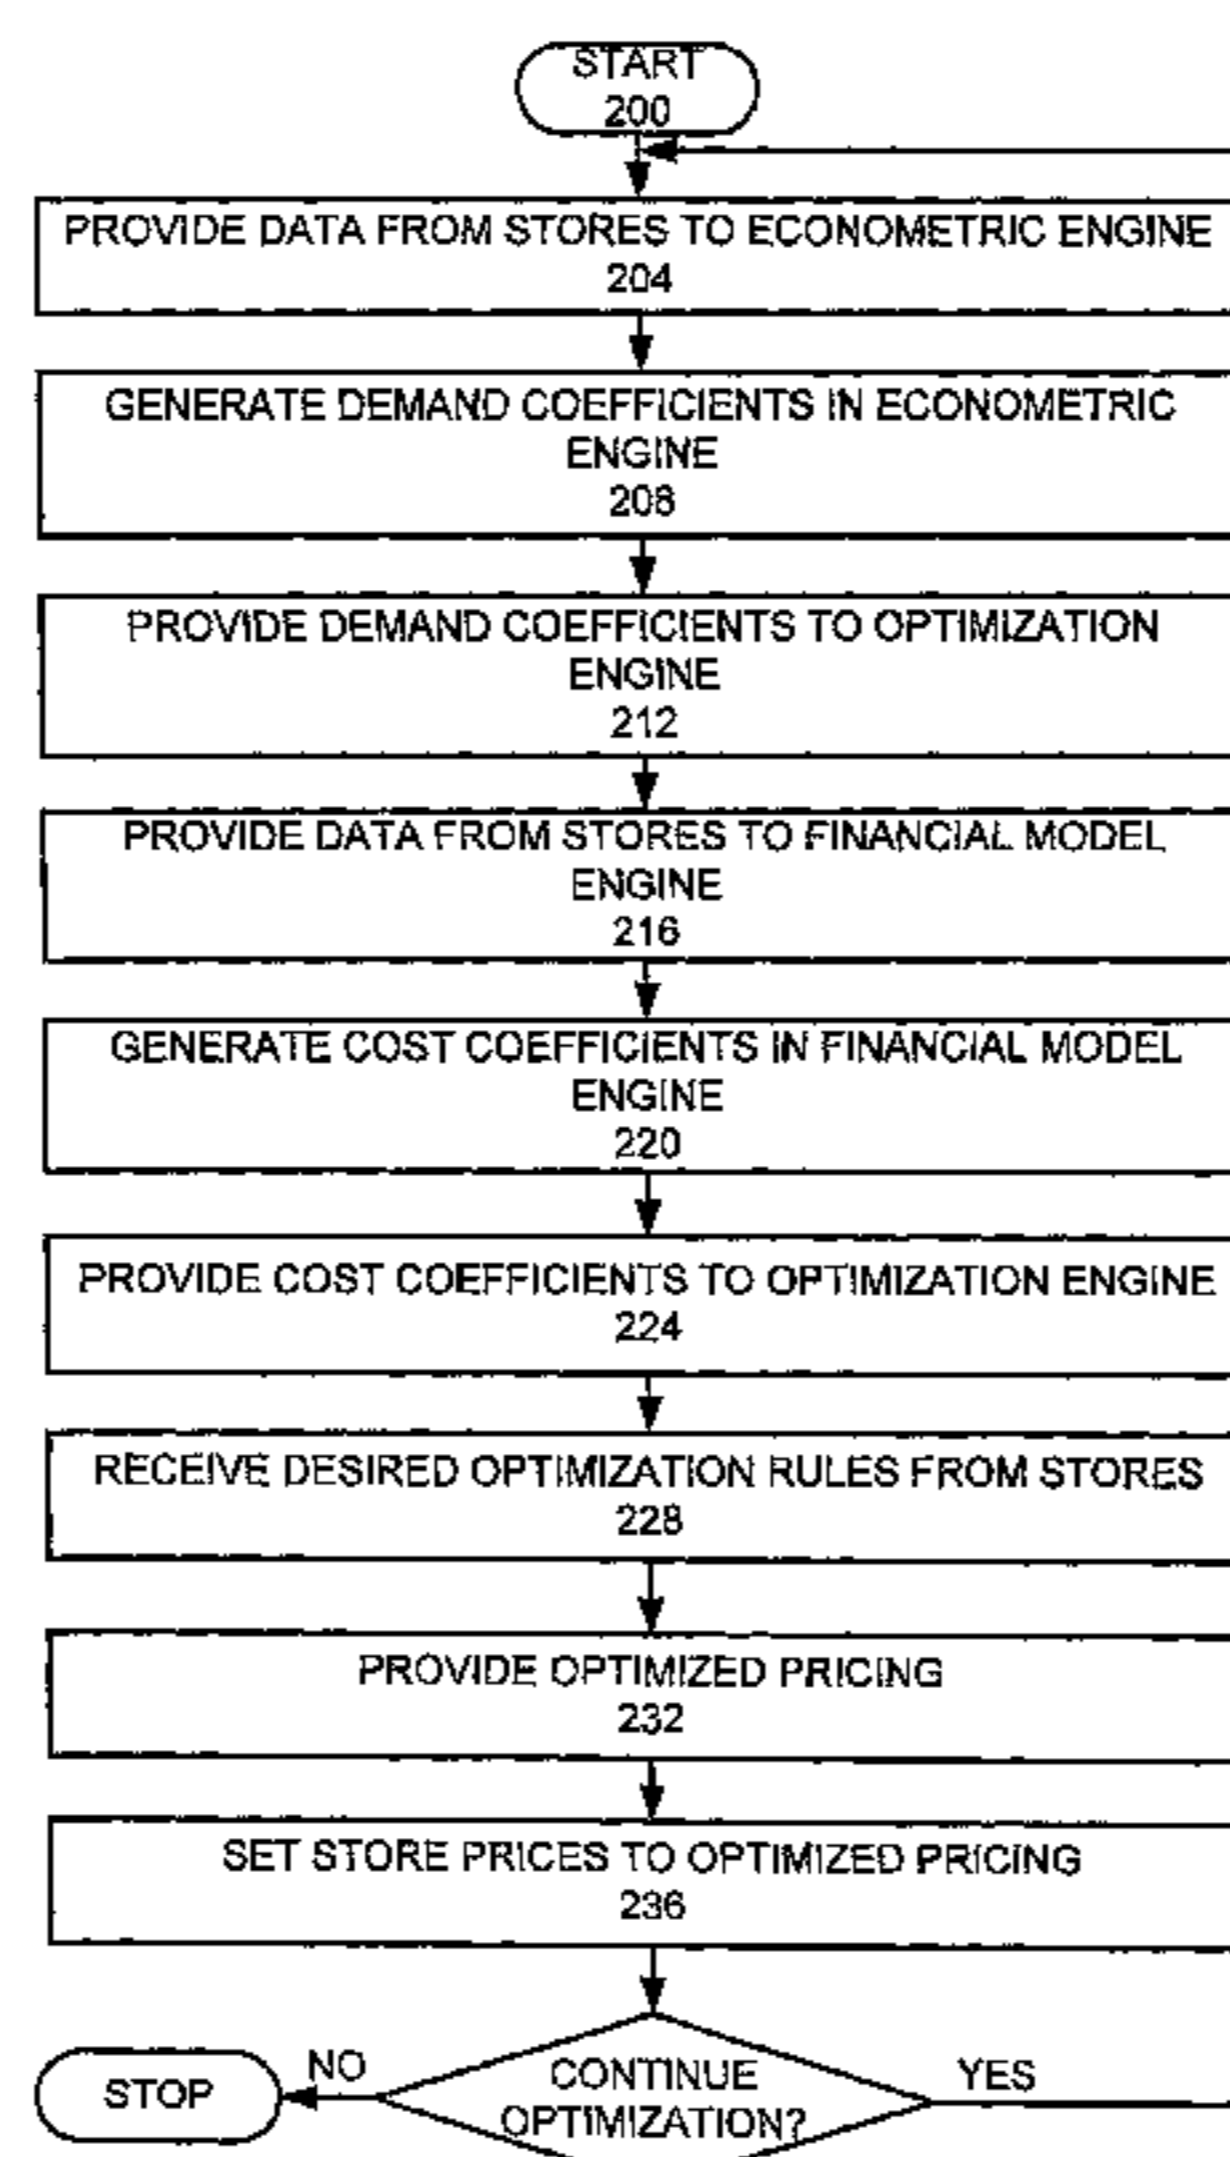 START
200
PROVIDE DATA FROM STORES TO ECONOMETRIC ENGINE
204
GENERATE DEMAND COEFFICIENTS IN ECONOMETRIC
ENGINE
208
PROVIDE DEMAND COEFFICIENTS TO OPTIMIZATION
ENGINE
212
PROVIDE DATA FROM STORES TO FINANCIAL MODEL
ENGINE
216
GENERATE COST COEFFICIENTS IN FINANCIAL MODEL
ENGINE
220
PROVIDE COST COEFFICIENTS TO OPTIMIZATION ENGINE
224
RECEIVE DESIRED OPTIMIZATION RULES FROM STORES
228
PROVIDE OPTIMIZED PRICING
232
SET STORE PRICES TO OPTIMIZED PRICING
236
STOP
NO
CONTINUE
OPTIMIZATION?
YES